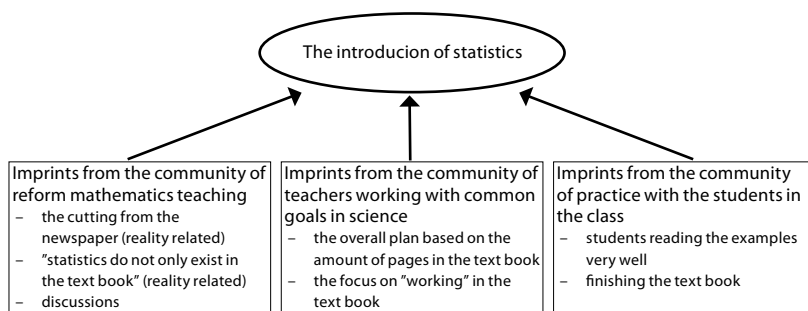 The introducion of statistics
Imprints from the community of
reform mathematics teaching
– the cutting from the
newspaper (reality related)
– "statistics do not only exist in
the text book" (reality related)
– discussions
Imprints from the community of
teachers working with common
goals in science
– the overall plan based on the
amount of pages in the text book
– the focus on "working" in the
text book
Imprints from the community
of practice with the students in
the class
– students reading the examples
very well
– finishing the text book